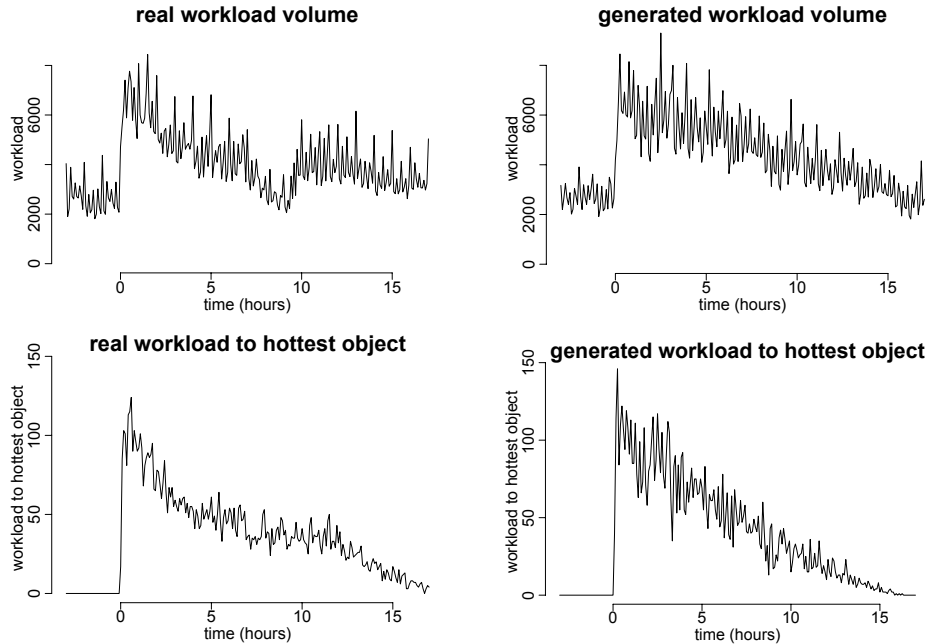 real workload volume
workload
0
2000
6000
0
5
10
15
time (hours)
generated workload volume
workload
0
2000
6000
0
5
10
15
time (hours)
real workload to hottest object
workload to hottest object
0
50
100
150
0
5
10
15
time (hours)
generated workload to hottest object
workload to hottest object
0
50
100
150
0
5
10
15
time (hours)